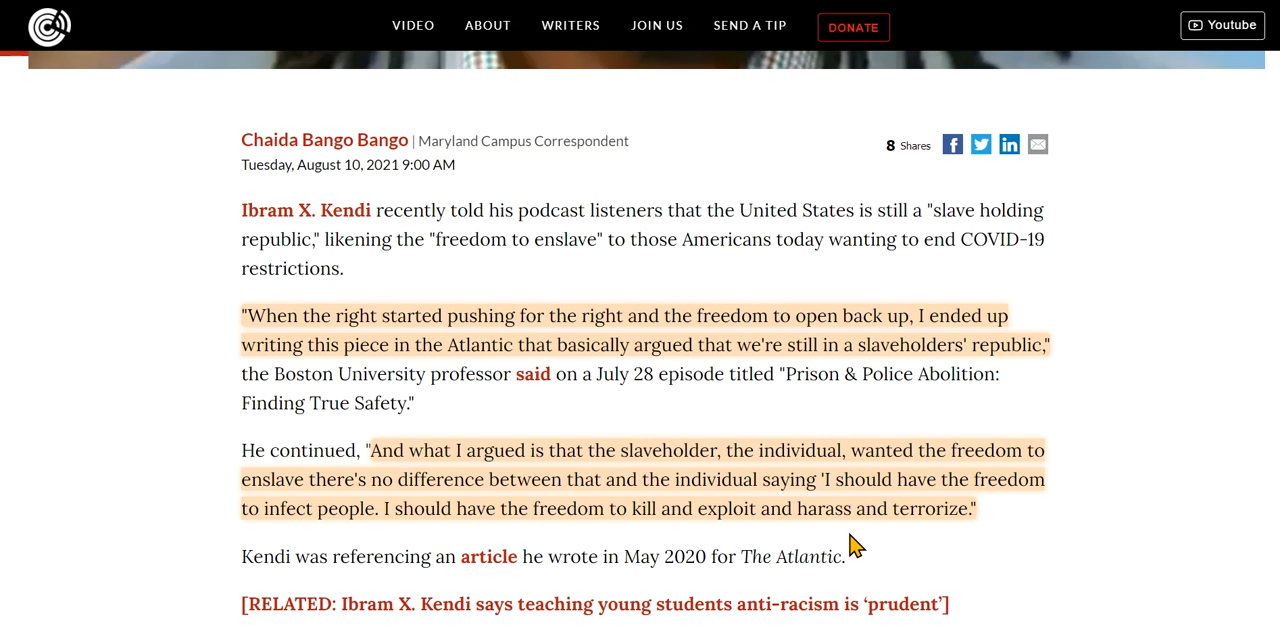 VIDEO ABOUT WRITERS JOIN US SEND A TIP DONATE Youtube
Chaida Bango Bango | Maryland Campus Correspondent
8 Shares
Tuesday, August 10, 2021 9:00 AM
Ibram X. Kendi recently told his podcast listeners that the United States is still a "slave holding
republic," likening the "freedom to enslave" to those Americans today wanting to end COVID-19
restrictions.
"When the right started pushing for the right and the freedom to open back up, I ended up
writing this piece in the Atlantic that basically argued that we're still in a slaveholders' republic,"
the Boston University professor said on a July 28 episode titled "Prison & Police Abolition:
Finding True Safety."
He continued, "And what I argued is that the slaveholder, the individual, wanted the freedom to
enslave there's no difference between that and the individual saying 'I should have the freedom
to infect people. I should have the freedom to kill and exploit and harass and terrorize."
Kendi was referencing an article he wrote in May 2020 for The Atlantic.
[RELATED: Ibram X. Kendi says teaching young students anti-racism is ‘prudent’]